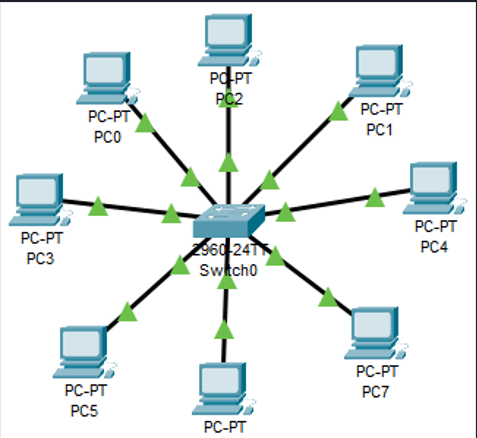 PC-PT
PC2
PC-PT
PC0
PC-PT
PC1
PC-PT
PC3
PC-PT
PC4
2960-24TT
Switch0
PC-PT
PC5
PC-PT
PC-PT
PC7